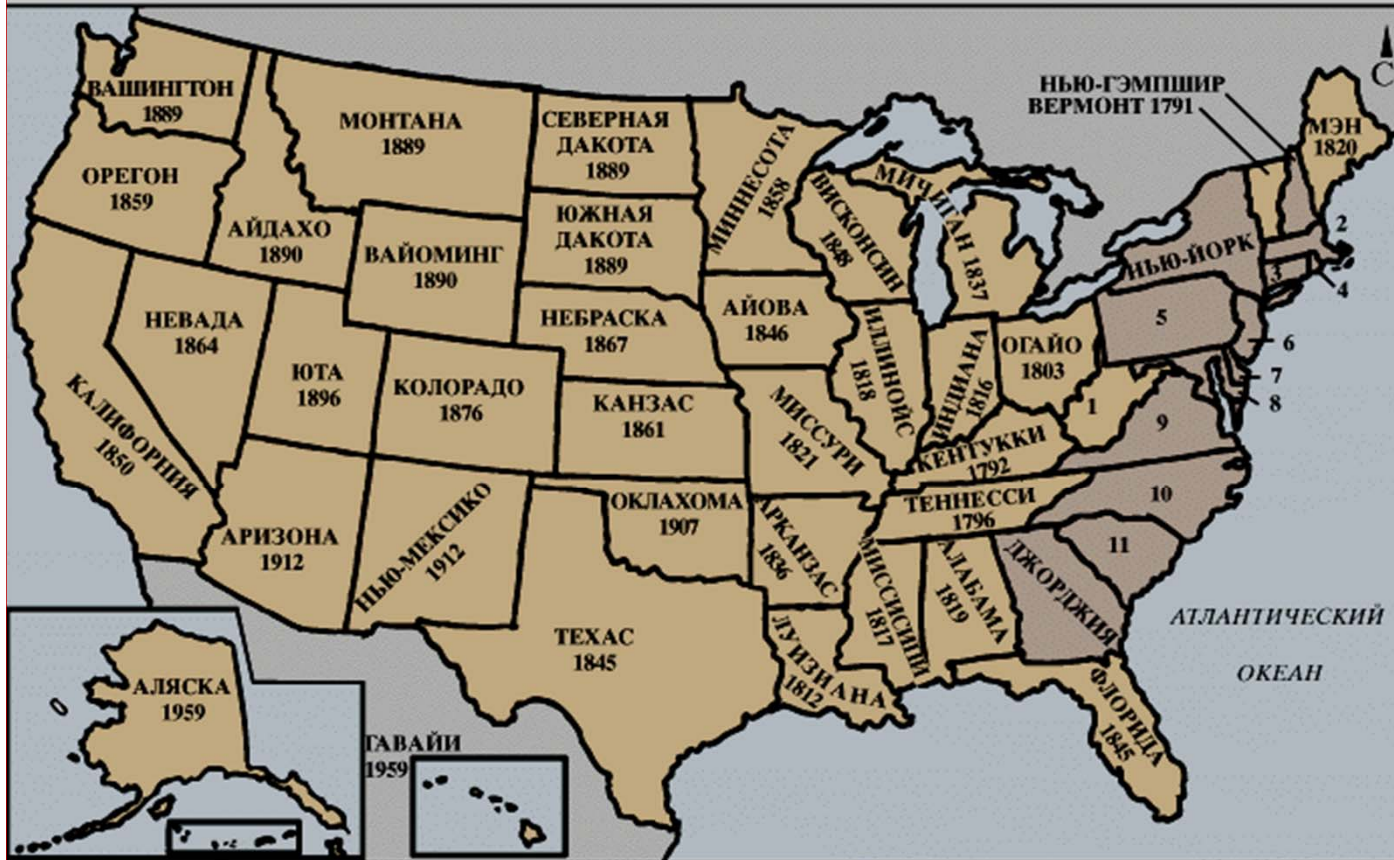 С
НЬЮ-ГЭМПШИР
ВЕРМОНТ 1791
МЭН
1820
ВАШИНГТОН
1889
МОНТАНА
1889
СЕВЕРНАЯ
ДАКОТА
1889
МИННЕСОТА
1858
ОРЕГОН
1859
АЙДАХО
1890
ВАЙОМИНГ
1890
ЮЖНАЯ
ДАКОТА
1889
ВИСКОНСИН
1848
МИЧИГАН 1837
НЬЮ-ЙОРК
2
3
4
НЕВАДА
1864
ЮТА
1896
КОЛОРАДО
1876
НЕБРАСКА
1867
АЙОВА
1846
ИЛЛИНОЙС
1818
ИНДИАНА
1816
ОГАЙО
1803
5
6
7
8
КАЛИФОРНИЯ
1850
КАНЗАС
1861
МИССУРИ
1821
КЕНТУККИ
1792
1
9
АРИЗОНА
1912
НЬЮ-МЕКСИКО
1912
ОКЛАХОМА
1907
АРКАНЗАС
1836
ТЕННЕССИ
1796
10
11
ТЕХАС
1845
ЛУИЗИАНА
1812
МИССИСИПИ
1817
АЛАБАМА
1819
ДЖОРДЖИЯ
ФЛОРИДА
1845
АТЛАНТИЧЕСКИЙ
ОКЕАН
АЛЯСКА
1959
ГАВАЙИ
1959